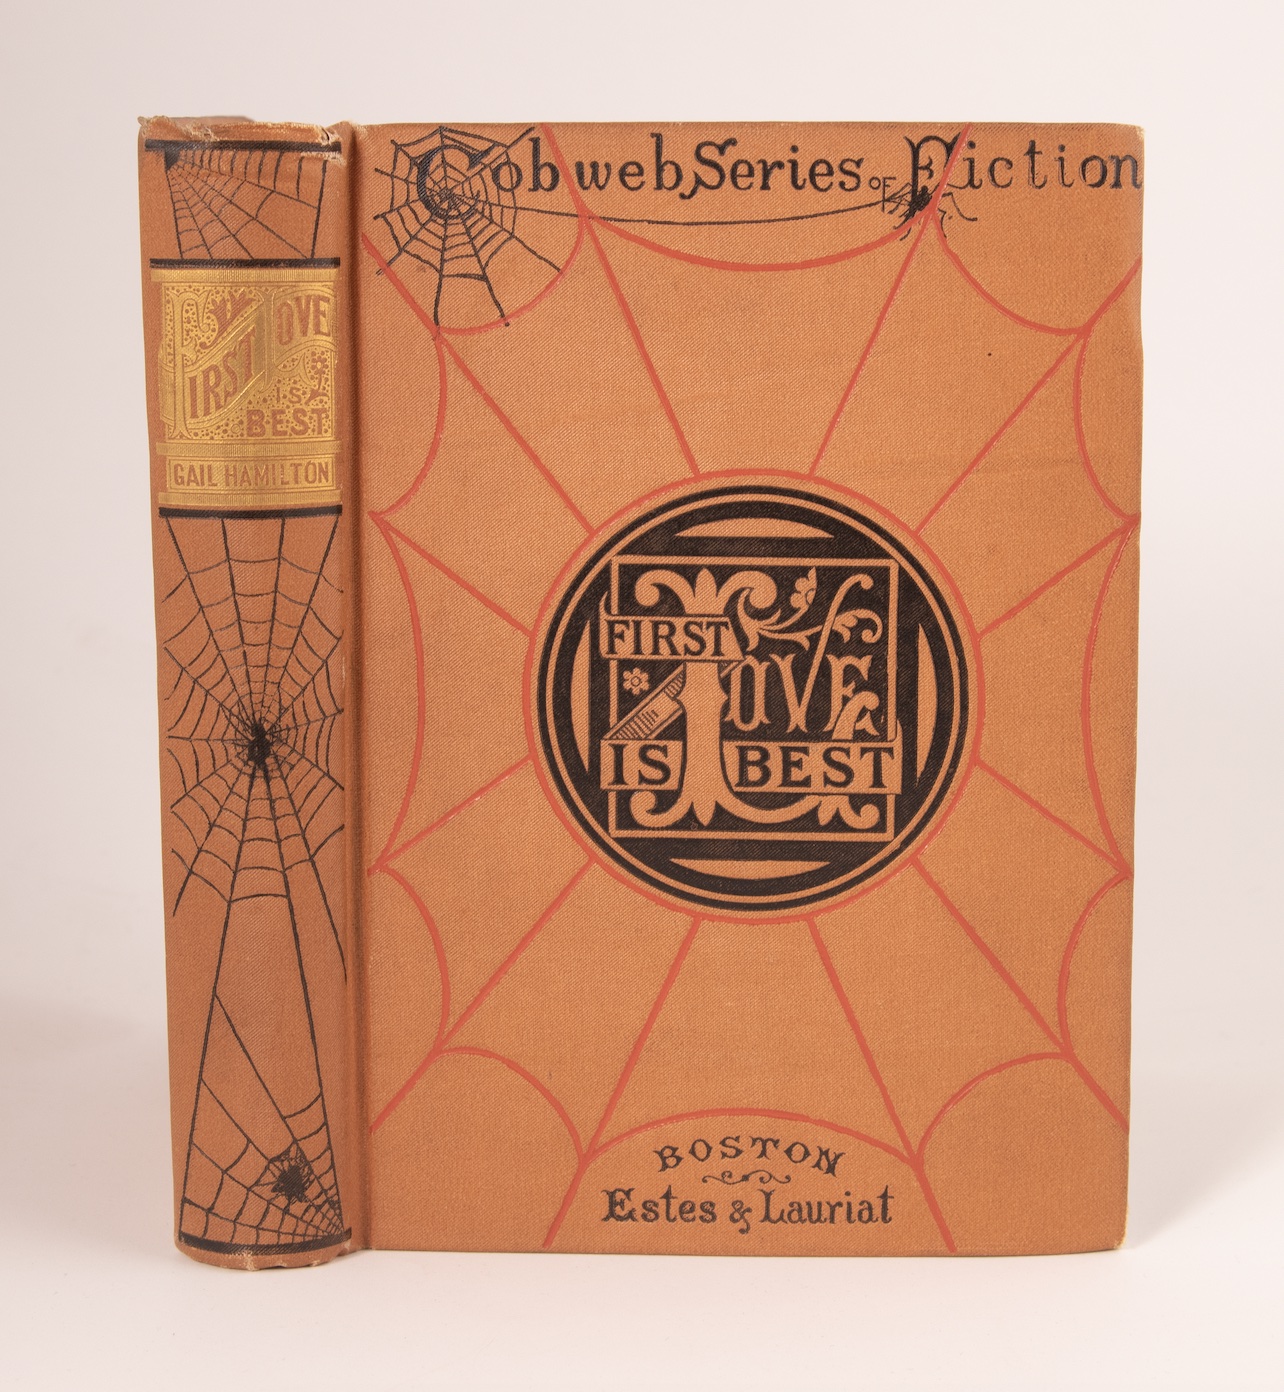 FIRST
LOVE
IS
BEST
GAIL HAMILTON
Cobweb Series OF Fiction
FIRST
LOVE
IS BEST
BOSTON
Estes & Lauriat